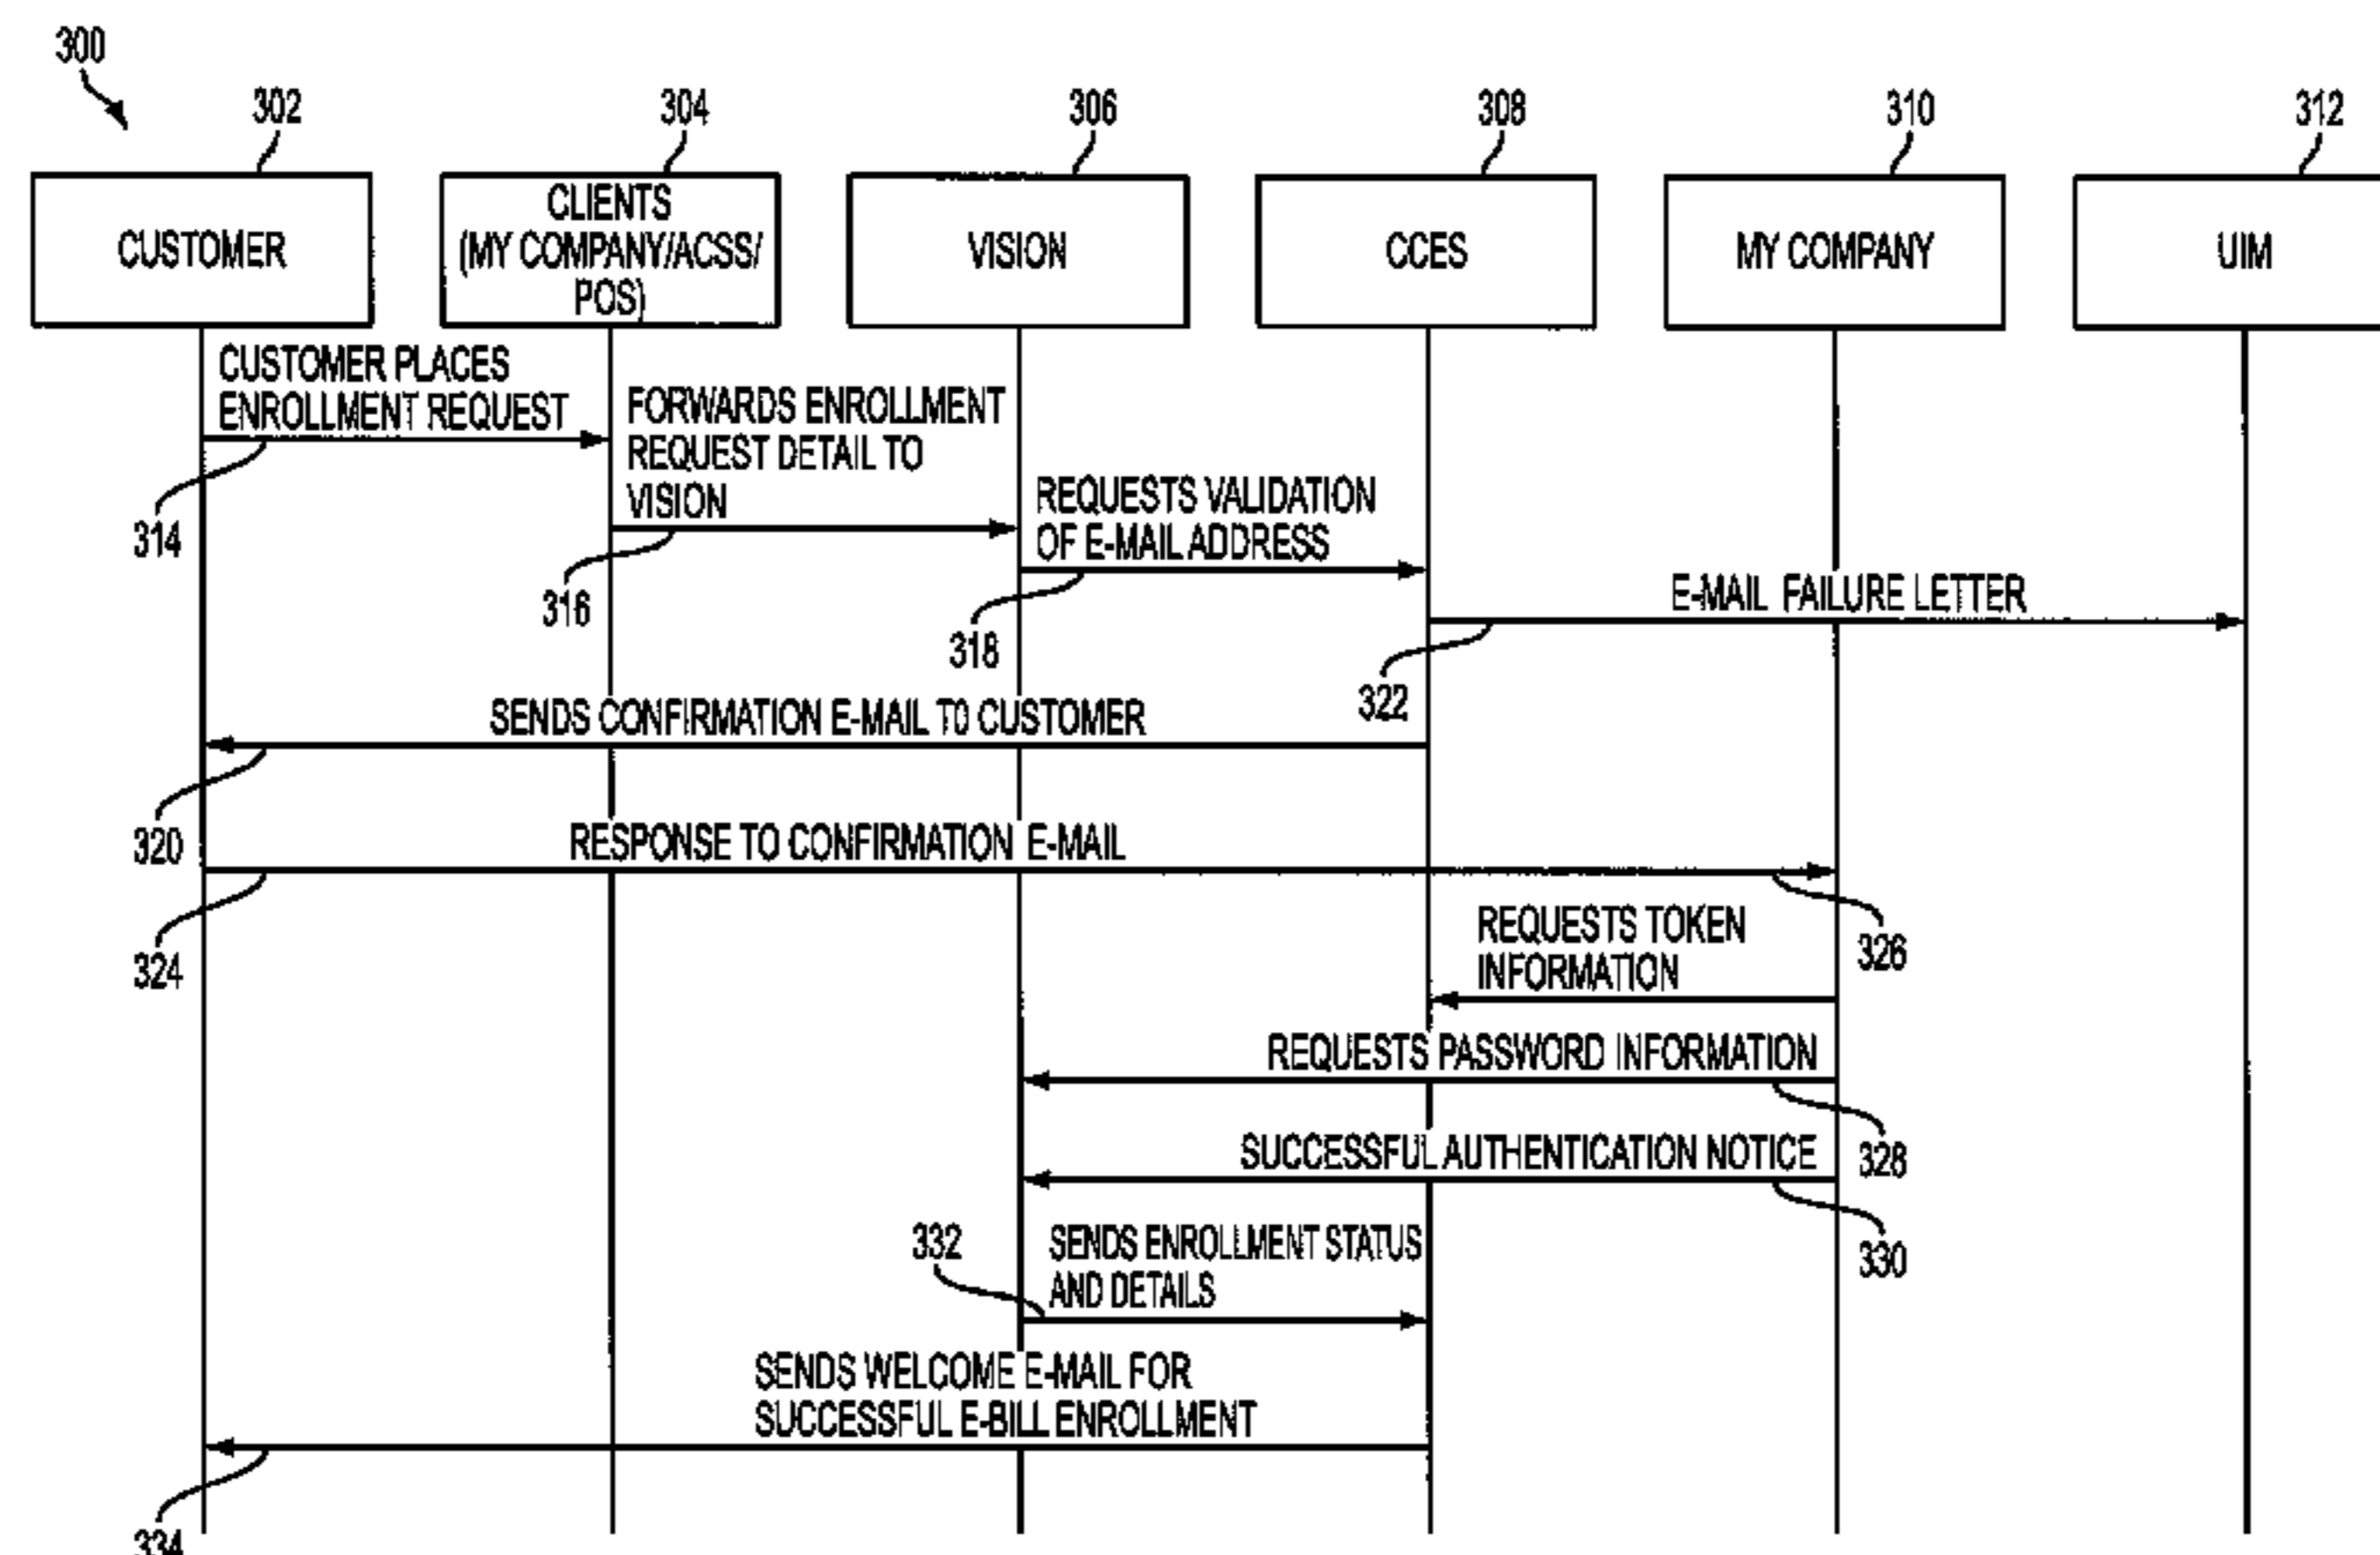 300
302
304
306
308
310
312
CUSTOMER
CLIENTS
(MY COMPANY/ACSS/
POS)
VISION
CCES
MY COMPANY
UIM
CUSTOMER PLACES
ENROLLMENT REQUEST
314
FORWARDS ENROLLMENT
REQUEST DETAIL TO
VISION
316
REQUESTS VALIDATION
OF E-MAIL ADDRESS
318
E-MAIL FAILURE LETTER
322
SENDS CONFIRMATION E-MAIL TO CUSTOMER
320
RESPONSE TO CONFIRMATION E-MAIL
324
326
REQUESTS TOKEN
INFORMATION
REQUESTS PASSWORD INFORMATION
328
SUCCESSFUL AUTHENTICATION NOTICE
330
332
SENDS ENROLLMENT STATUS
AND DETAILS
SENDS WELCOME E-MAIL FOR
SUCCESSFUL E-BILL ENROLLMENT
334